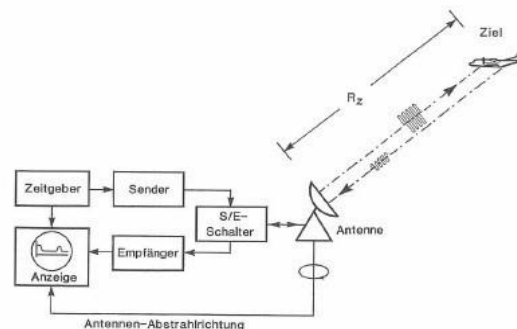 Ziel
Rz
Zeitgeber
Sender
S/E-
Schalter
Antenne
Empfänger
Anzeige
Antennen-Abstrahlrichtung